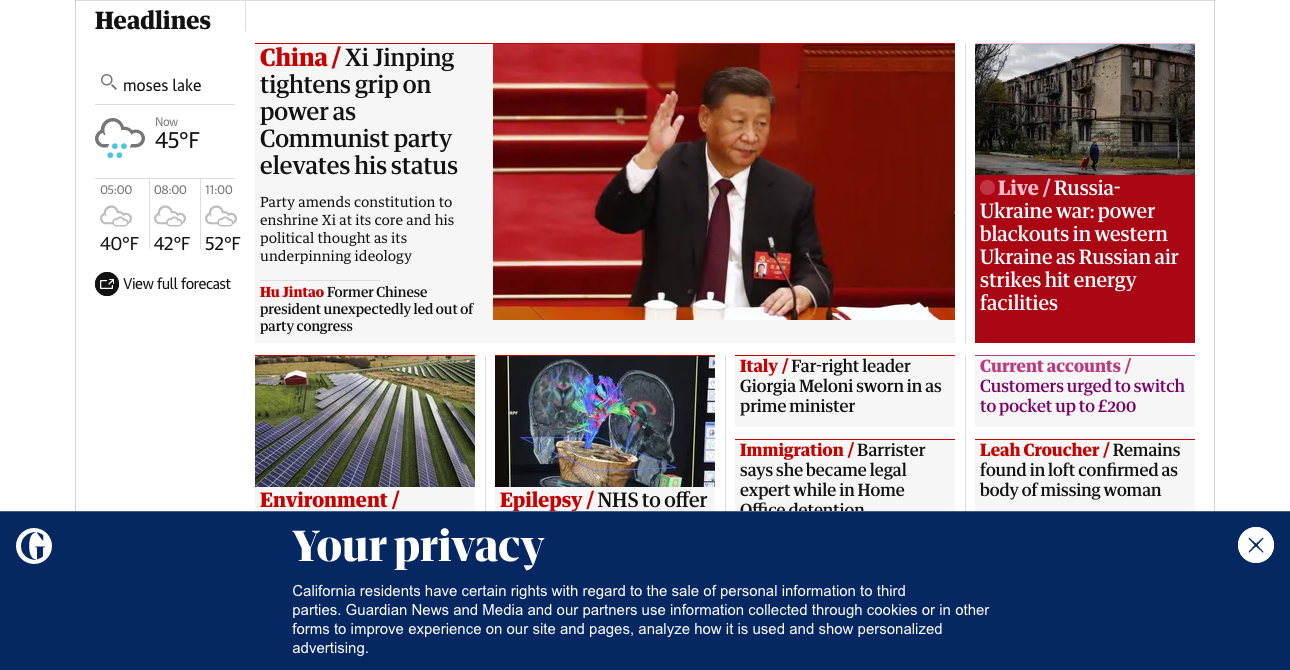 Headlines
moses lake
Now
45°F
05:00
08:00
11:00
40°F
42°F
52°F
View full forecast
China / Xi Jinping
tightens grip on
power as
Communist party
elevates his status
Party amends constitution to
enshrine Xi at its core and his
political thought as its
underpinning ideology
Hu Jintao Former Chinese
president unexpectedly led out of
party congress
Live / Russia-
Ukraine war: power
blackouts in western
Ukraine as Russian air
strikes hit energy
facilities
Environment /
Epilepsy / NHS to offer
Italy / Far-right leader
Giorgia Meloni sworn in as
prime minister
Immigration / Barrister
says she became legal
expert while in Home
Office detention
Current accounts /
Customers urged to switch
to pocket up to £200
Leah Croucher / Remains
found in loft confirmed as
body of missing woman
G
Your privacy
California residents have certain rights with regard to the sale of personal information to third
parties. Guardian News and Media and our partners use information collected through cookies or in other
forms to improve experience on our site and pages, analyze how it is used and show personalized
advertising.